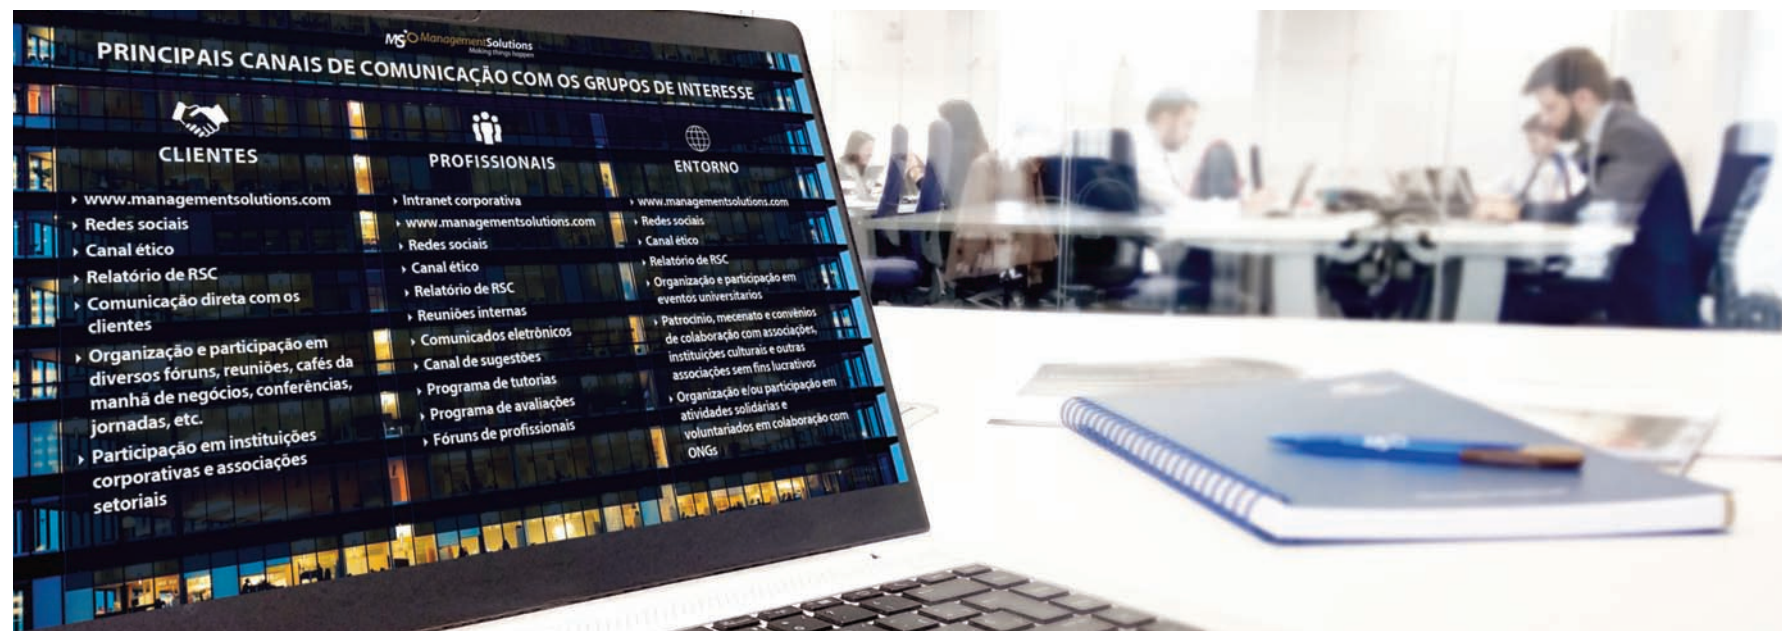 MS ManagementSolutions
Making things happen
PRINCIPAIS CANAIS DE COMUNICAÇÃO COM OS GRUPOS DE INTERESSE
CLIENTES
› www.managementsolutions.com
› Redes sociais
› Canal ético
› Relatório de RSC
› Comunicação direta com os
clientes
› Organização e participação em
diversos fóruns, reuniões, cafés da
manhã de negócios, conferências,
jornadas, etc.
› Participação em instituições
corporativas e associações
setoriais
PROFISSIONAIS
› Intranet corporativa
› www.managementsolutions.com
› Redes sociais
› Canal ético
› Relatório de RSC
› Reuniões internas
› Comunicados eletrônicos
› Canal de sugestões
› Programa de tutorias
› Programa de avaliações
› Fóruns de profissionais
ENTORNO
› www.managementsolutions.com
› Redes sociais
› Canal ético
› Relatório de RSC
› Organização e participação em
eventos universitarios
› Patrocínio, mecenato e convênios
de colaboração com associações,
instituições culturais e outras
associações sem fins lucrativos
› Organização e/ou participação em
atividades solidárias e
voluntariados em colaboração com
ONGs